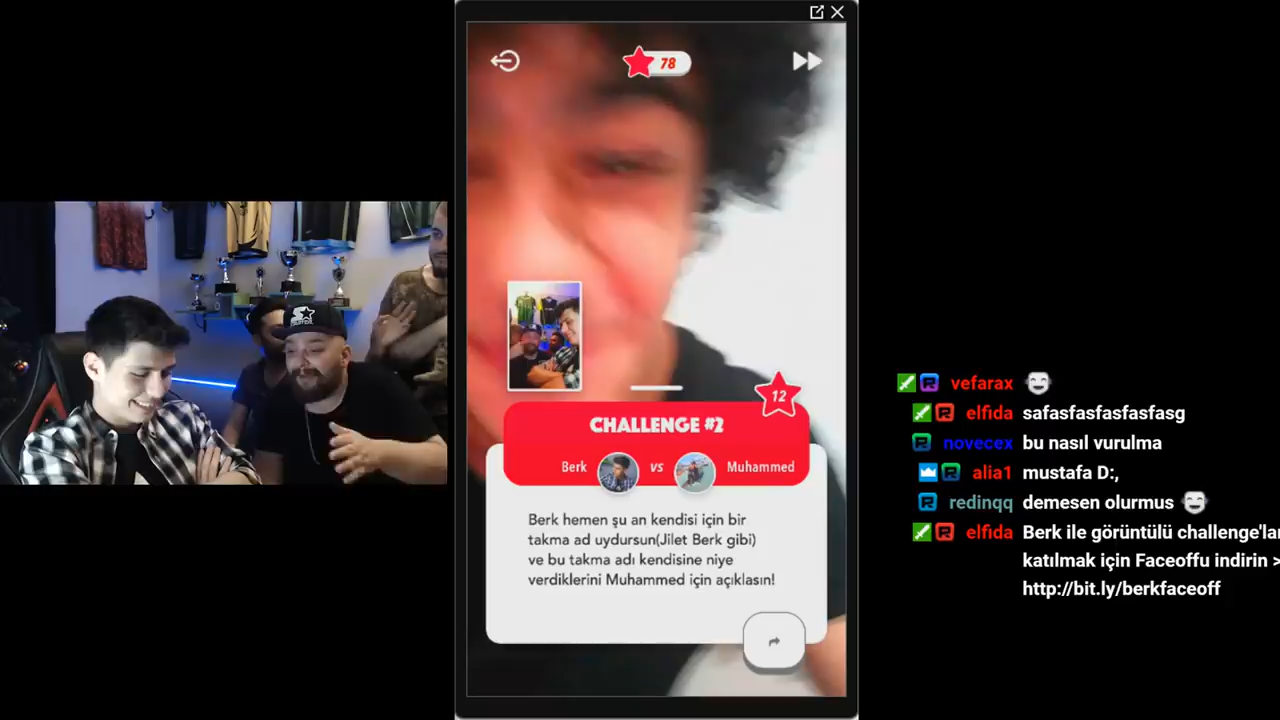 78
12
CHALLENGE #2
Berk vs Muhammed
Berk hemen şu an kendisi için bir
takma ad uydursun(Jilet Berk gibi)
ve bu takma adı kendisine niye
verdiklerini Muhammed için açıklasın!
vefarax
elfida safasfasfasfasfasg
novecex bu nasıl vurulma
alia1 mustafa D:,
redinqq demesen olurmus
elfida Berk ile görüntülü challenge'lar
katılmak için Faceoffu indirin >
http://bit.ly/berkfaceoff